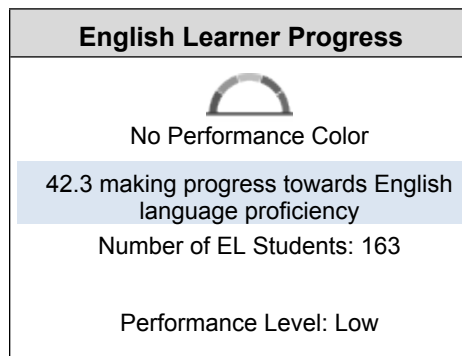 English Learner Progress
No Performance Color
42.3 making progress towards English
language proficiency
Number of EL Students: 163
Performance Level: Low